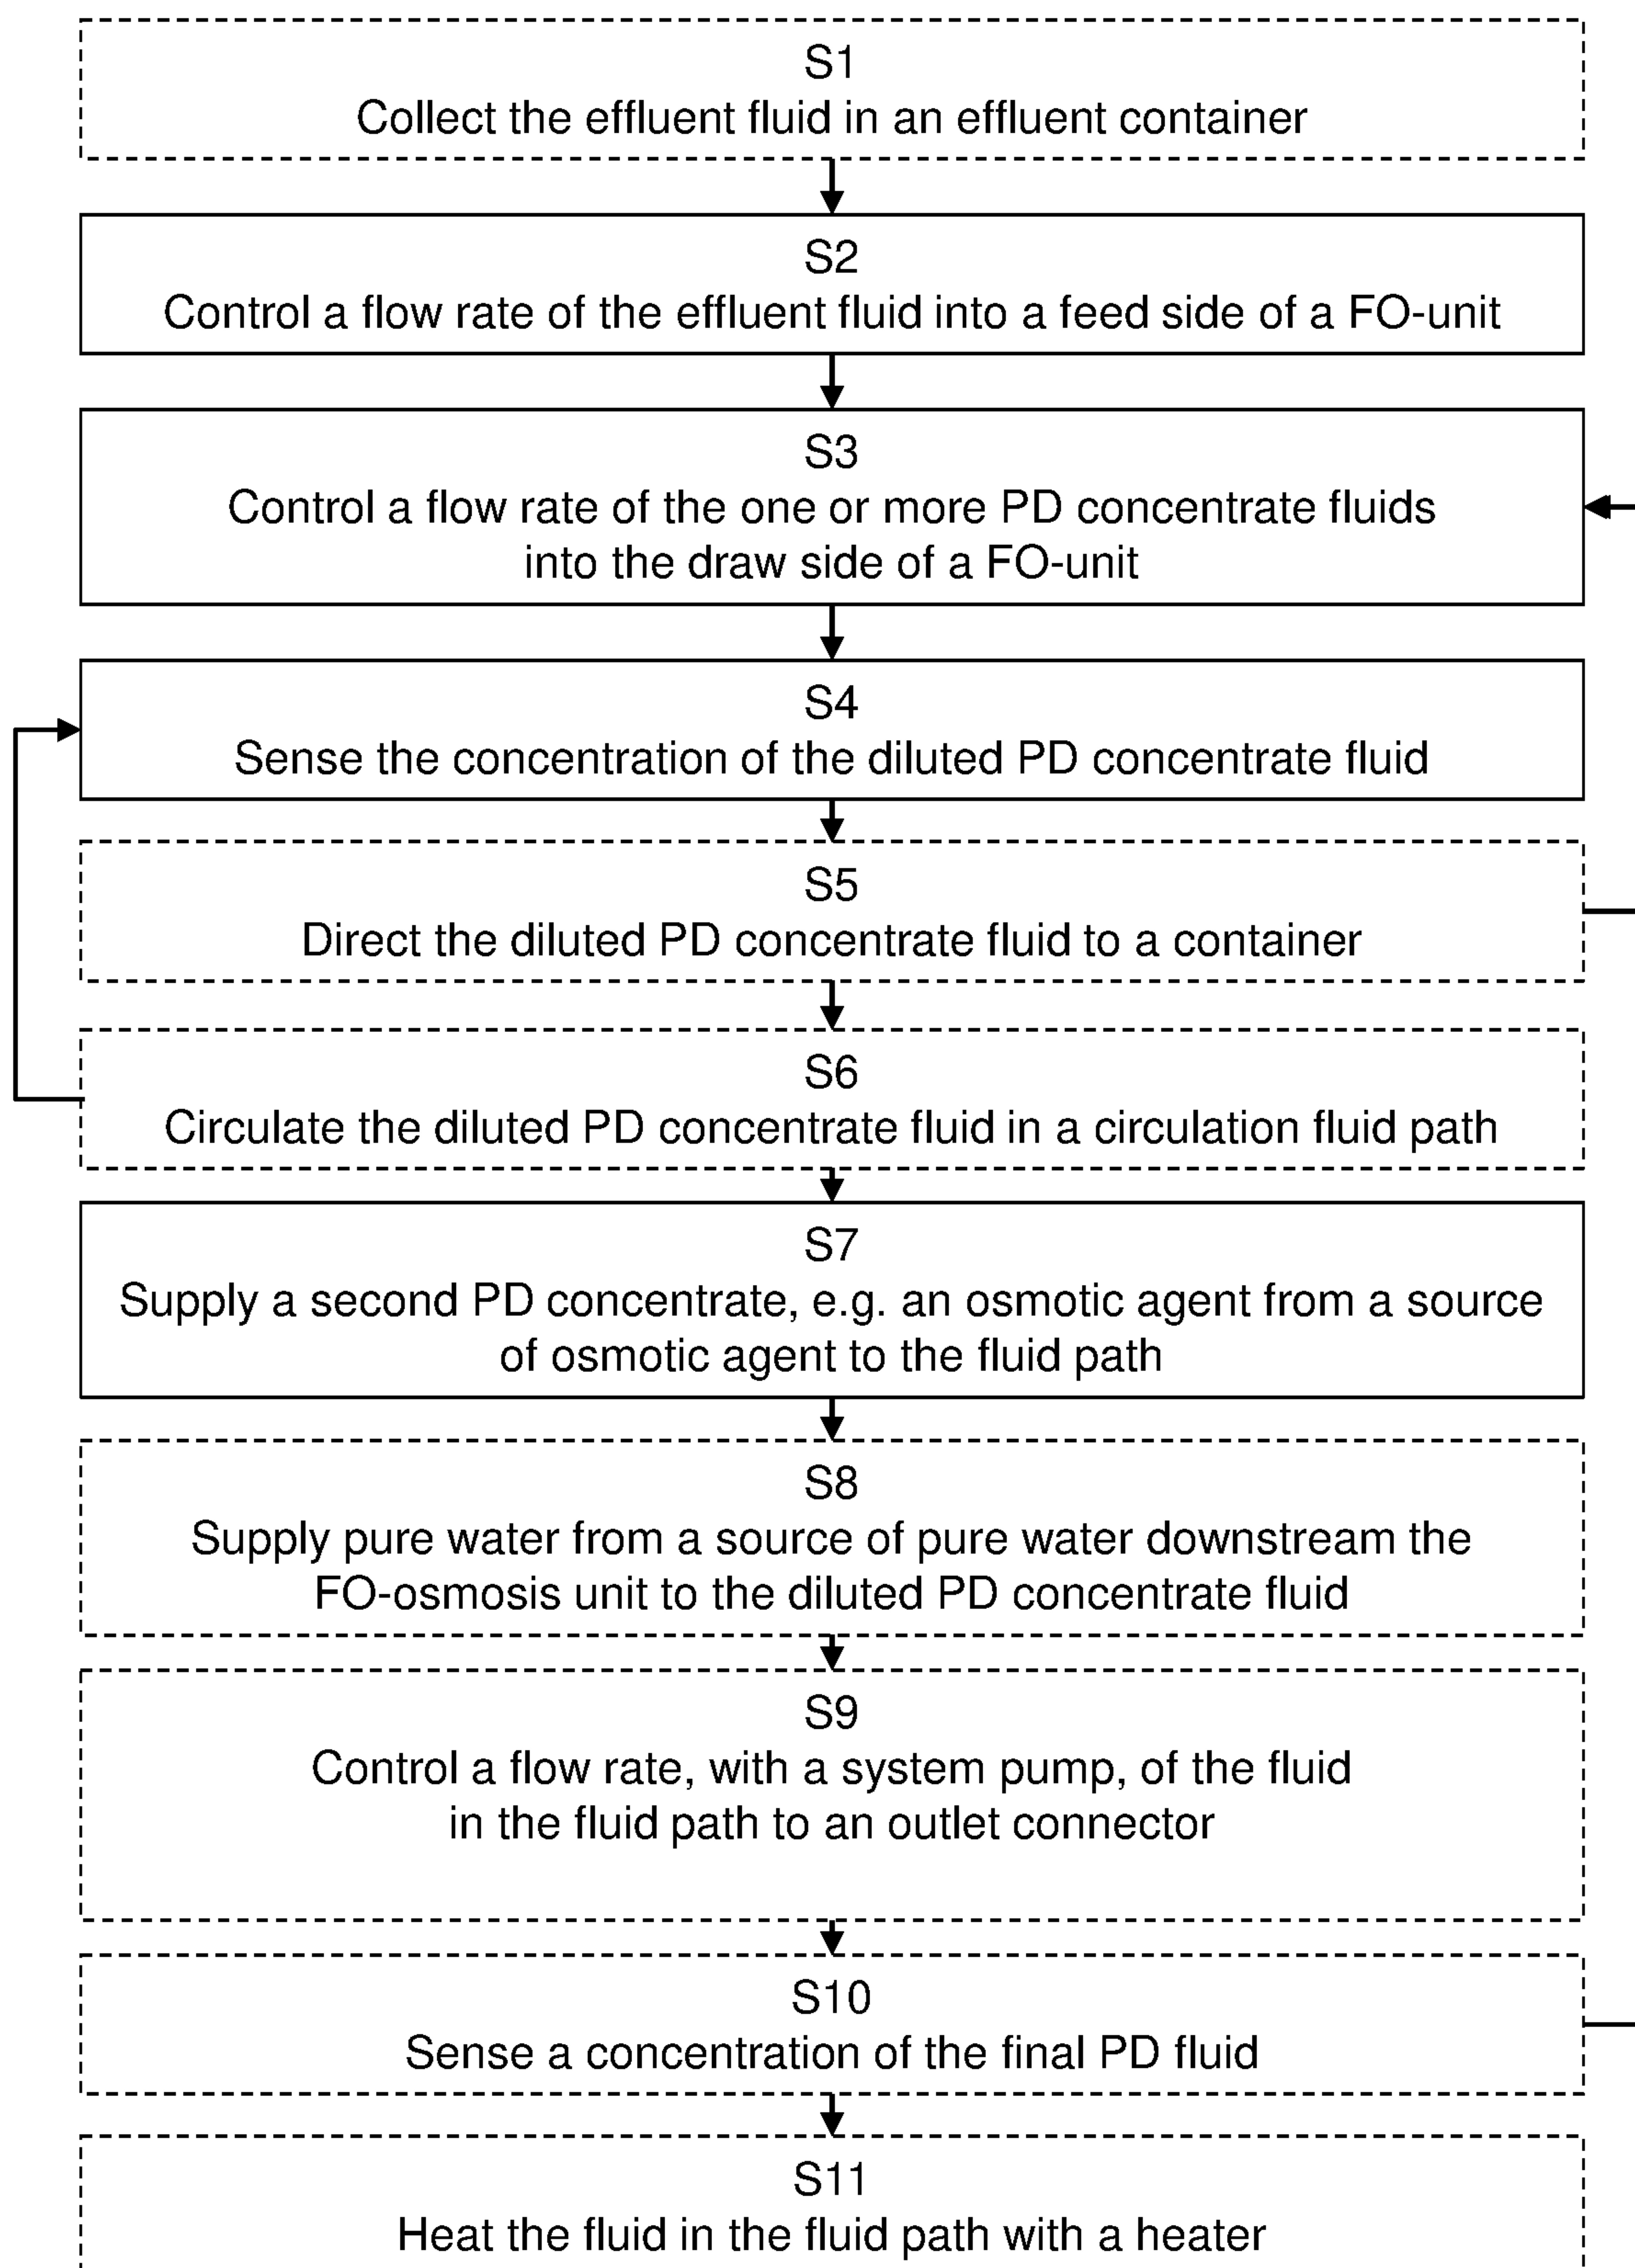 S1
Collect the effluent fluid in an effluent container
S2
Control a flow rate of the effluent fluid into a feed side of a FO-unit
S3
Control a flow rate of the one or more PD concentrate fluids
into the draw side of a FO-unit
S4
Sense the concentration of the diluted PD concentrate fluid
S5
Direct the diluted PD concentrate fluid to a container
S6
Circulate the diluted PD concentrate fluid in a circulation fluid path
S7
Supply a second PD concentrate, e.g. an osmotic agent from a source
of osmotic agent to the fluid path
S8
Supply pure water from a source of pure water downstream the
FO-osmosis unit to the diluted PD concentrate fluid
S9
Control a flow rate, with a system pump, of the fluid
in the fluid path to an outlet connector
S10
Sense a concentration of the final PD fluid
S11
Heat the fluid in the fluid path with a heater